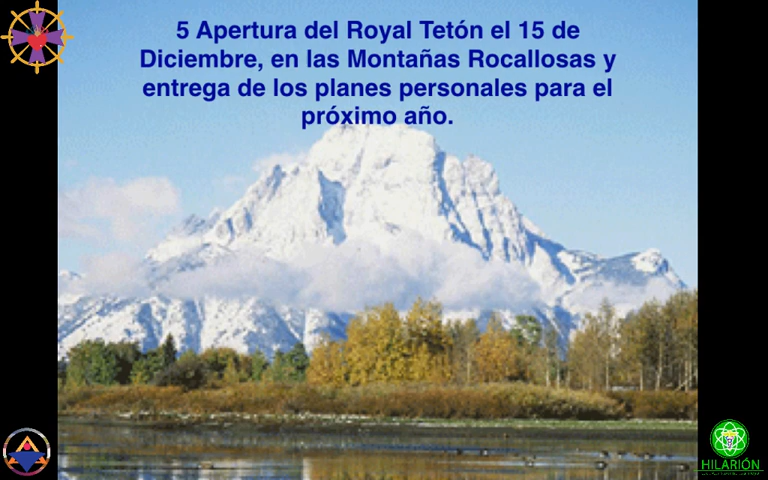 5 Apertura del Royal Tetón el 15 de
Diciembre, en las Montañas Rocallosas y
entrega de los planes personales para el
próximo año.
HILARIÓN